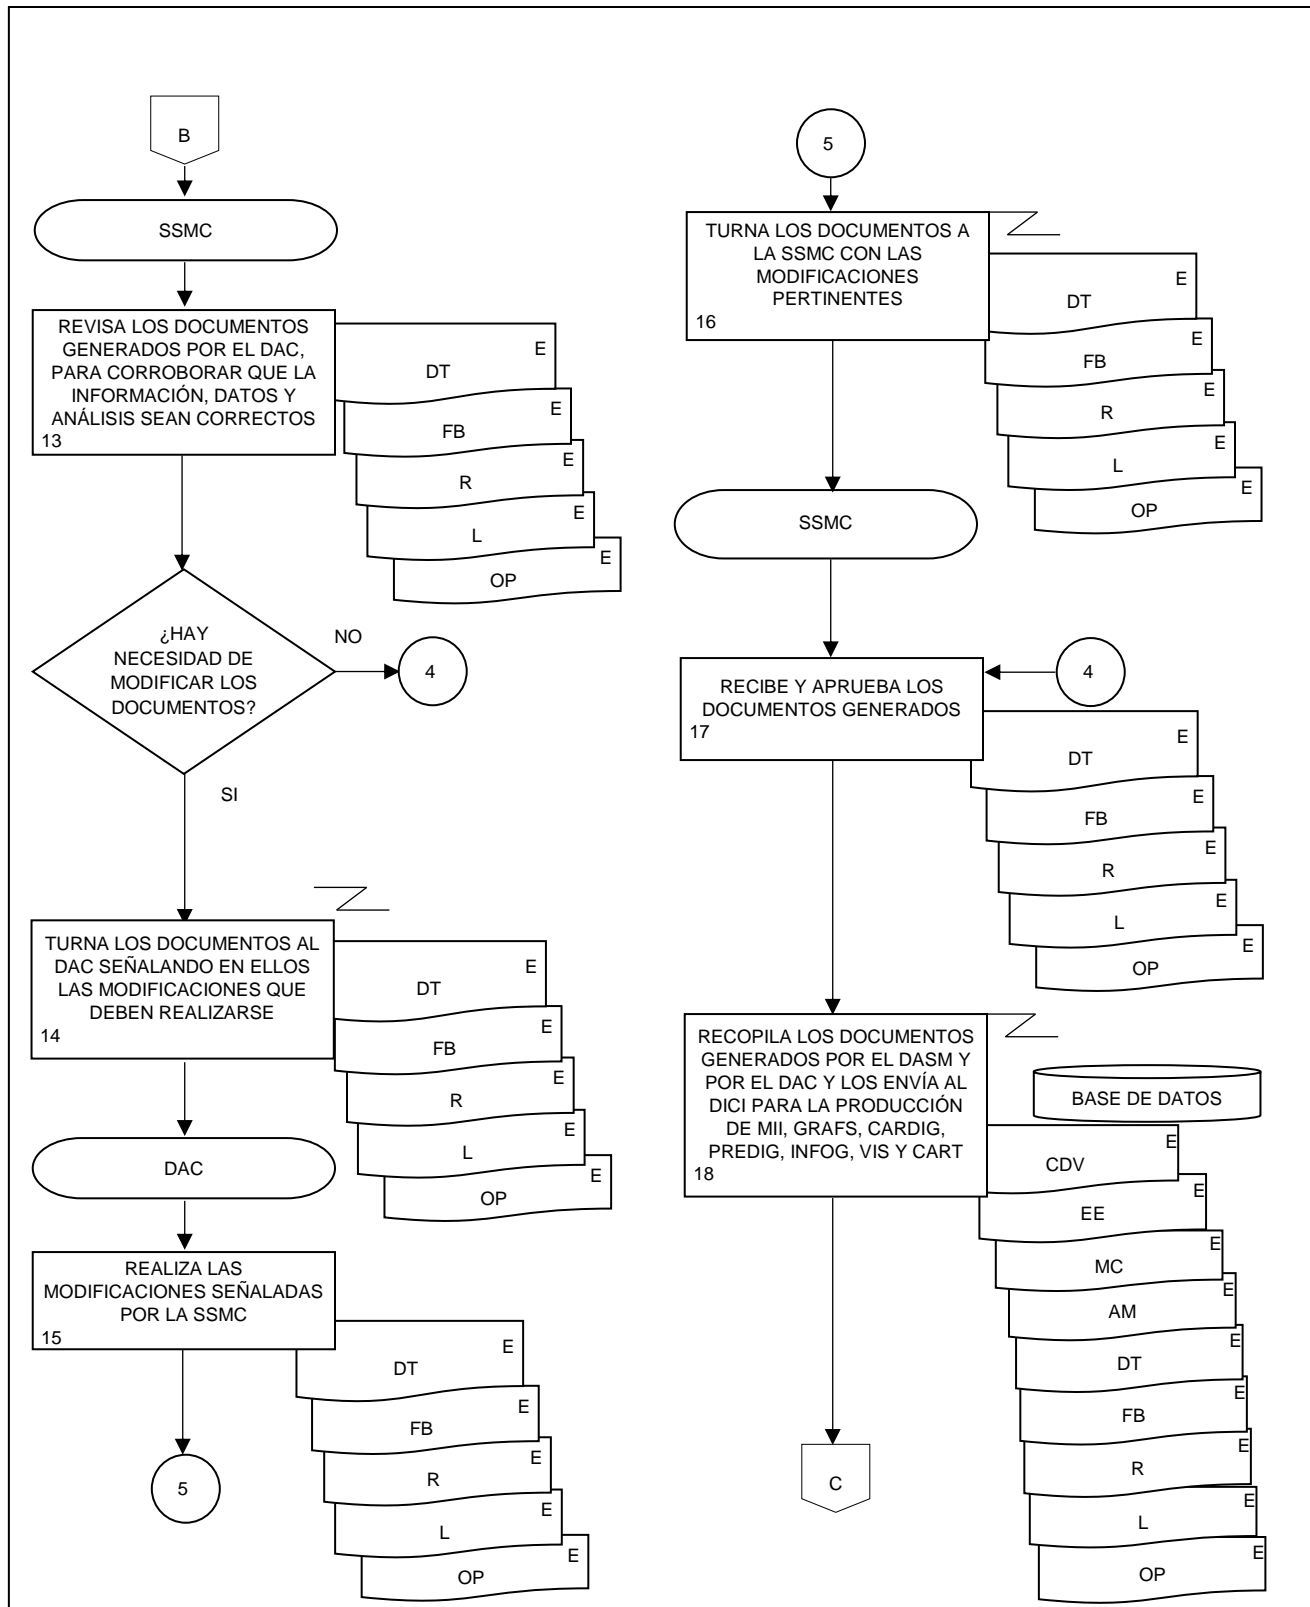 B
SSMC
REVISA LOS DOCUMENTOS
GENERADOS POR EL DAC,
PARA CORROBORAR QUE LA
INFORMACIÓN, DATOS Y
ANÁLISIS SEAN CORRECTOS
13
E
DT
E
FB
E
R
E
L
E
OP
¿HAY
NECESIDAD DE
MODIFICAR LOS
DOCUMENTOS?
NO
4
SI
TURNA LOS DOCUMENTOS AL
DAC SEÑALANDO EN ELLOS
LAS MODIFICACIONES QUE
DEBEN REALIZARSE
14
E
DT
E
FB
E
R
E
L
E
OP
DAC
REALIZA LAS
MODIFICACIONES SEÑALADAS
POR LA SSMC
15
E
DT
E
FB
E
R
E
L
E
OP
5
5
TURNA LOS DOCUMENTOS A
LA SSMC CON LAS
MODIFICACIONES
PERTINENTES
16
E
DT
E
FB
E
R
E
L
E
OP
SSMC
RECIBE Y APRUEBA LOS
DOCUMENTOS GENERADOS
17
4
E
DT
E
FB
E
R
E
L
E
OP
RECOPILA LOS DOCUMENTOS
GENERADOS POR EL DASM Y
POR EL DAC Y LOS ENVÍA AL
DICI PARA LA PRODUCCIÓN
DE MII, GRAFS, CARDIG,
PREDIG, INFOG, VIS Y CART
18
BASE DE DATOS
E
CDV
E
EE
E
MC
E
AM
E
DT
E
FB
E
R
E
L
E
OP
C